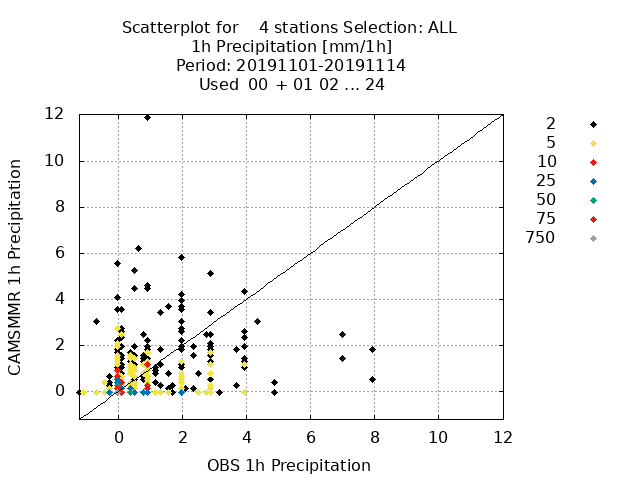 Scatterplot for 4 stations Selection: ALL
1h Precipitation [mm/1h]
Period: 20191101-20191114
Used 00 + 01 02 ... 24
CAMSMMR 1h Precipitation
12
10
8
6
4
2
0
0 2 4 6 8 10 12
OBS 1h Precipitation
2
5
10
25
50
75
750